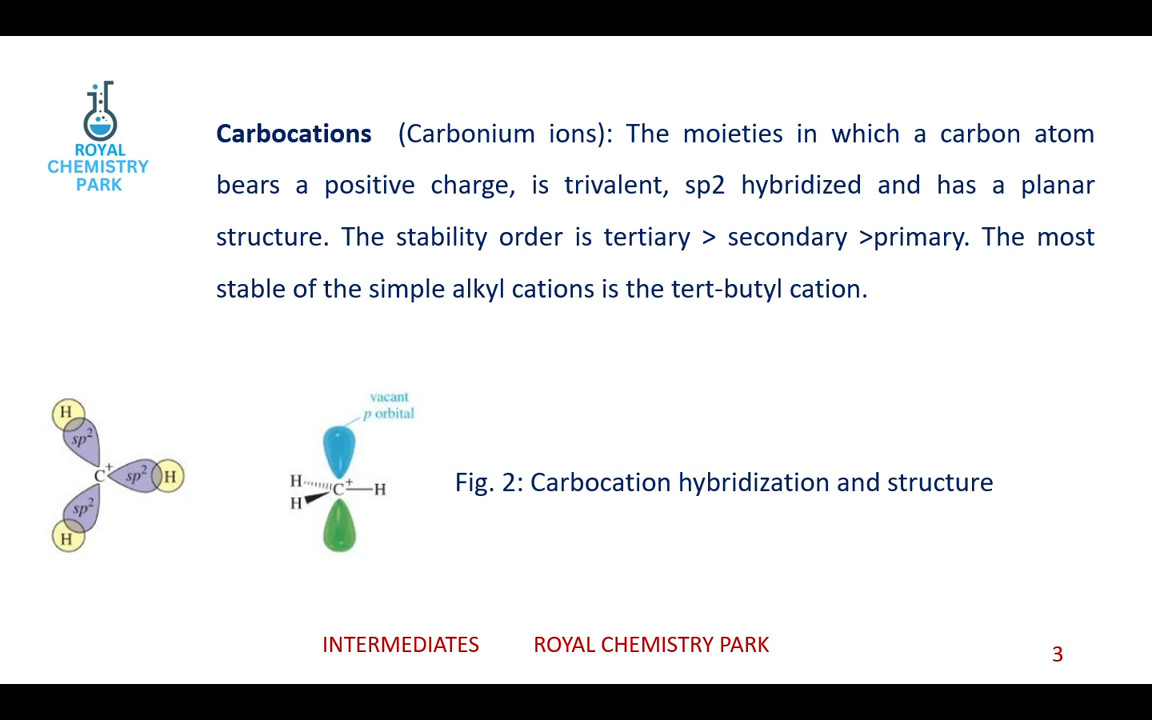 ROYAL
CHEMISTRY
PARK
Carbocations (Carbonium ions): The moieties in which a carbon atom
bears a positive charge, is trivalent, sp2 hybridized and has a planar
structure. The stability order is tertiary > secondary >primary. The most
stable of the simple alkyl cations is the tert-butyl cation.
H
sp²
C⁺ sp² H
sp²
H
vacant
p orbital
H C⁺ H
H
Fig. 2: Carbocation hybridization and structure
INTERMEDIATES ROYAL CHEMISTRY PARK
3